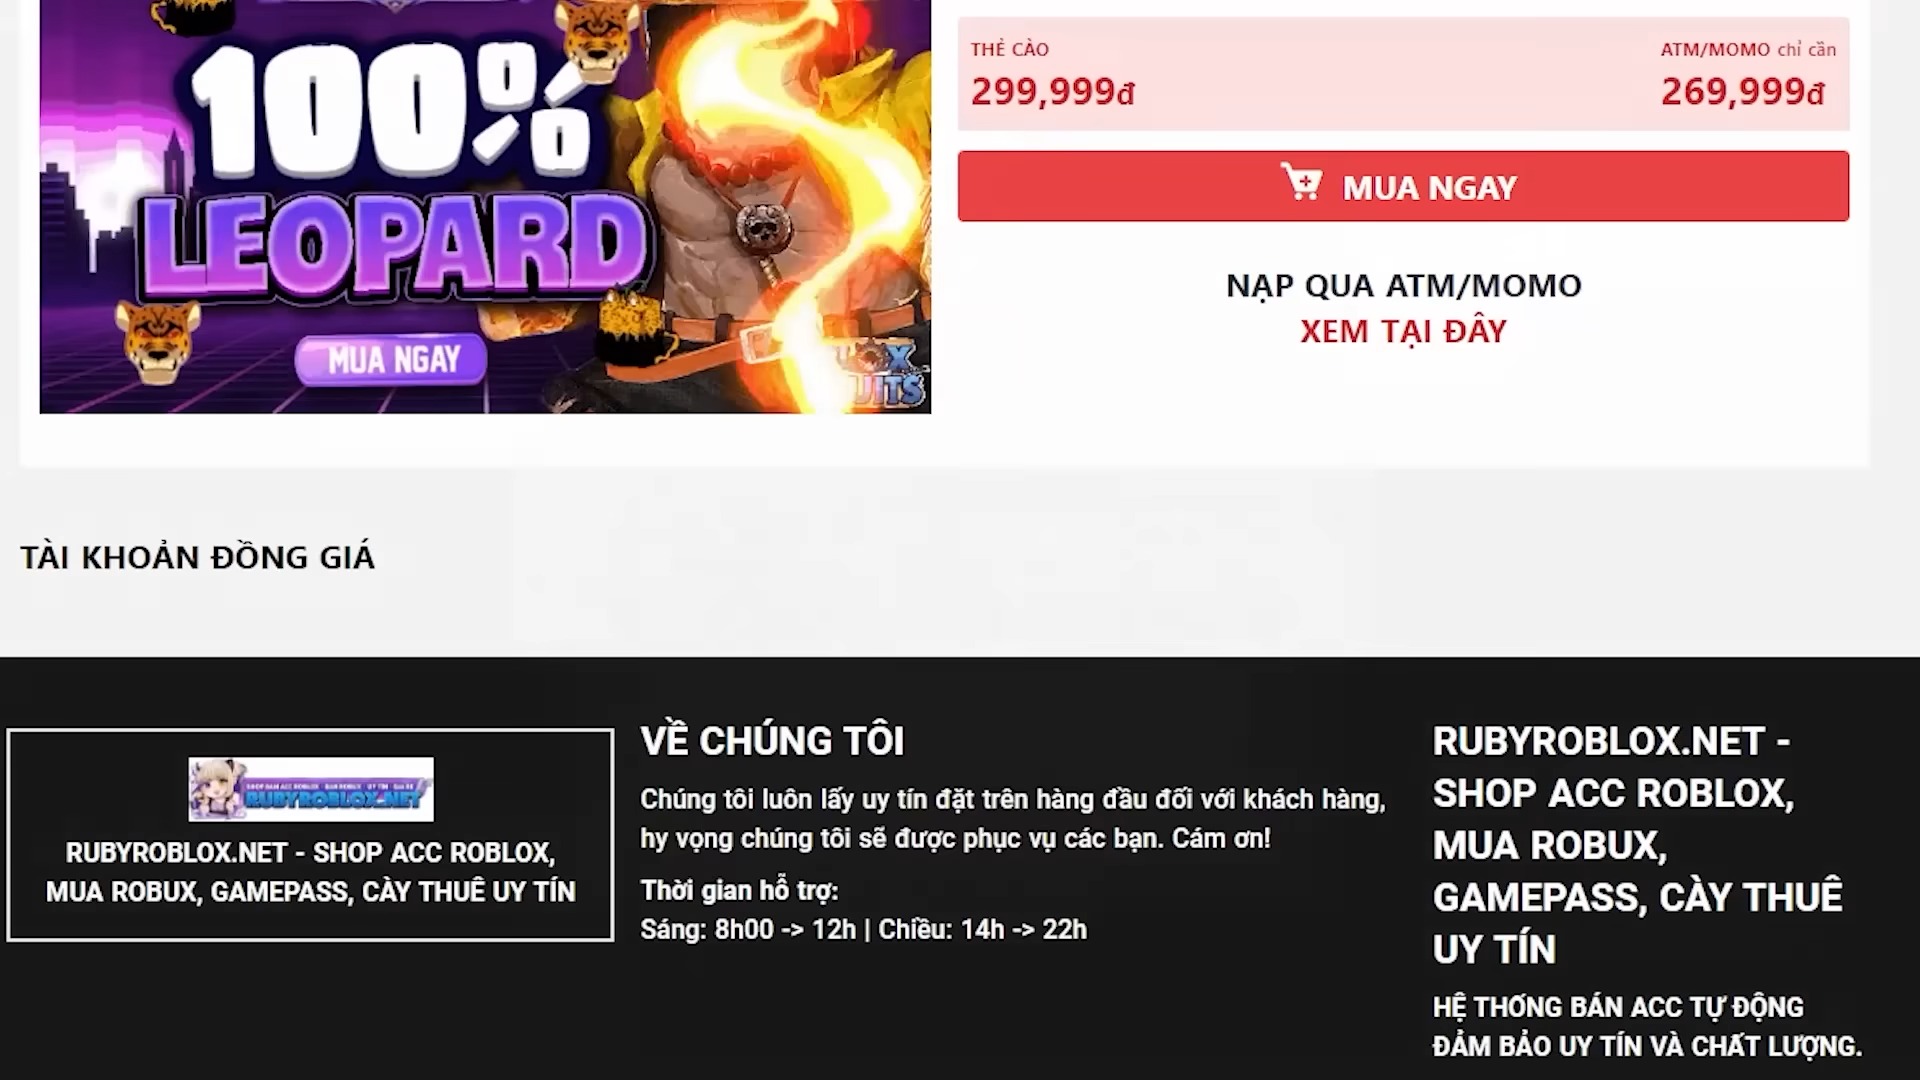 100%
LEOPARD
MUA NGAY
THẺ CÀO
299,999đ
ATM/MOMO chỉ cần
269,999đ
MUA NGAY
NẠP QUA ATM/MOMO
XEM TẠI ĐÂY
TÀI KHOẢN ĐỒNG GIÁ
RUBYROBLOX.NET
RUBYROBLOX.NET - SHOP ACC ROBLOX,
MUA ROBUX, GAMEPASS, CÀY THUÊ UY TÍN
VỀ CHÚNG TÔI
Chúng tôi luôn lấy uy tín đặt trên hàng đầu đối với khách hàng,
hy vọng chúng tôi sẽ được phục vụ các bạn. Cám ơn!
Thời gian hỗ trợ:
Sáng: 8h00 -> 12h | Chiều: 14h -> 22h
RUBYROBLOX.NET -
SHOP ACC ROBLOX,
MUA ROBUX,
GAMEPASS, CÀY THUÊ
UY TÍN
HỆ THỐNG BÁN ACC TỰ ĐỘNG
ĐẢM BẢO UY TÍN VÀ CHẤT LƯỢNG.